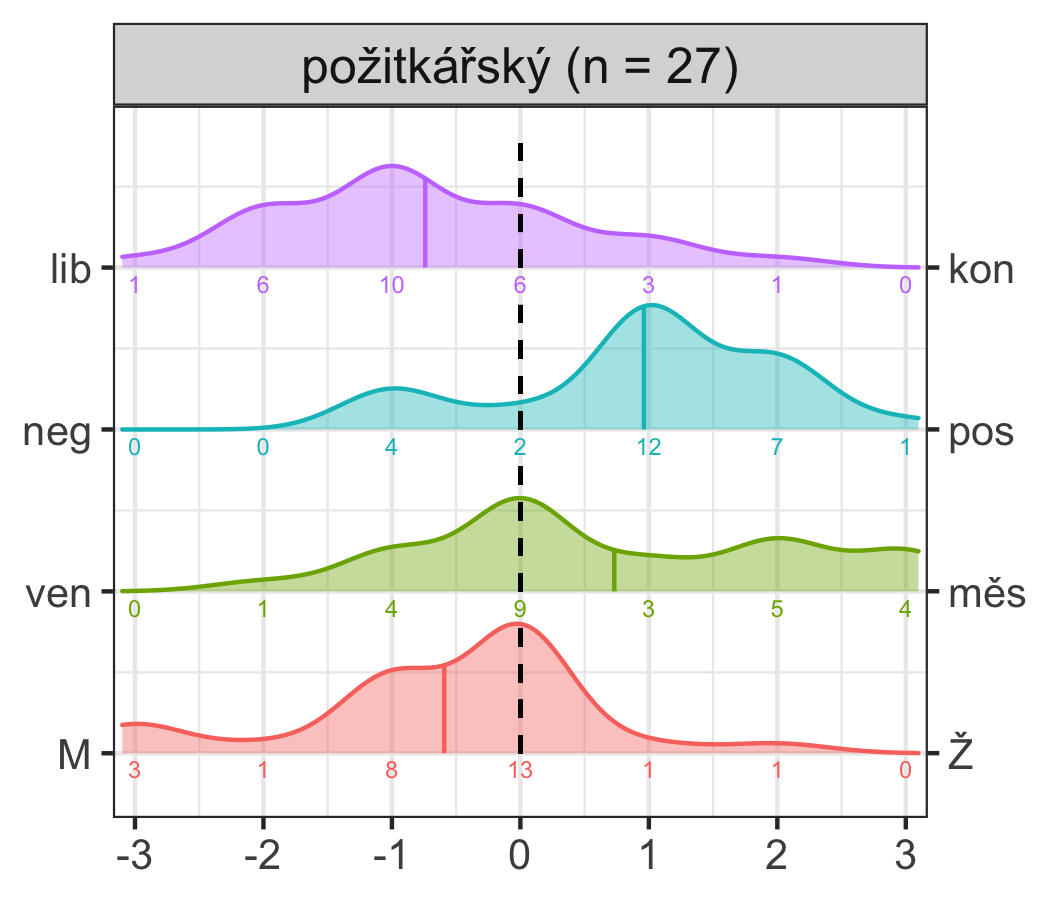 požitkářský (n = 27)
lib kon
1 6 10 6 3 1 0
neg pos
0 0 4 2 12 7 1
ven měs
0 1 4 9 3 5 4
M Ž
3 1 8 13 1 1 0
-3 -2 -1 0 1 2 3